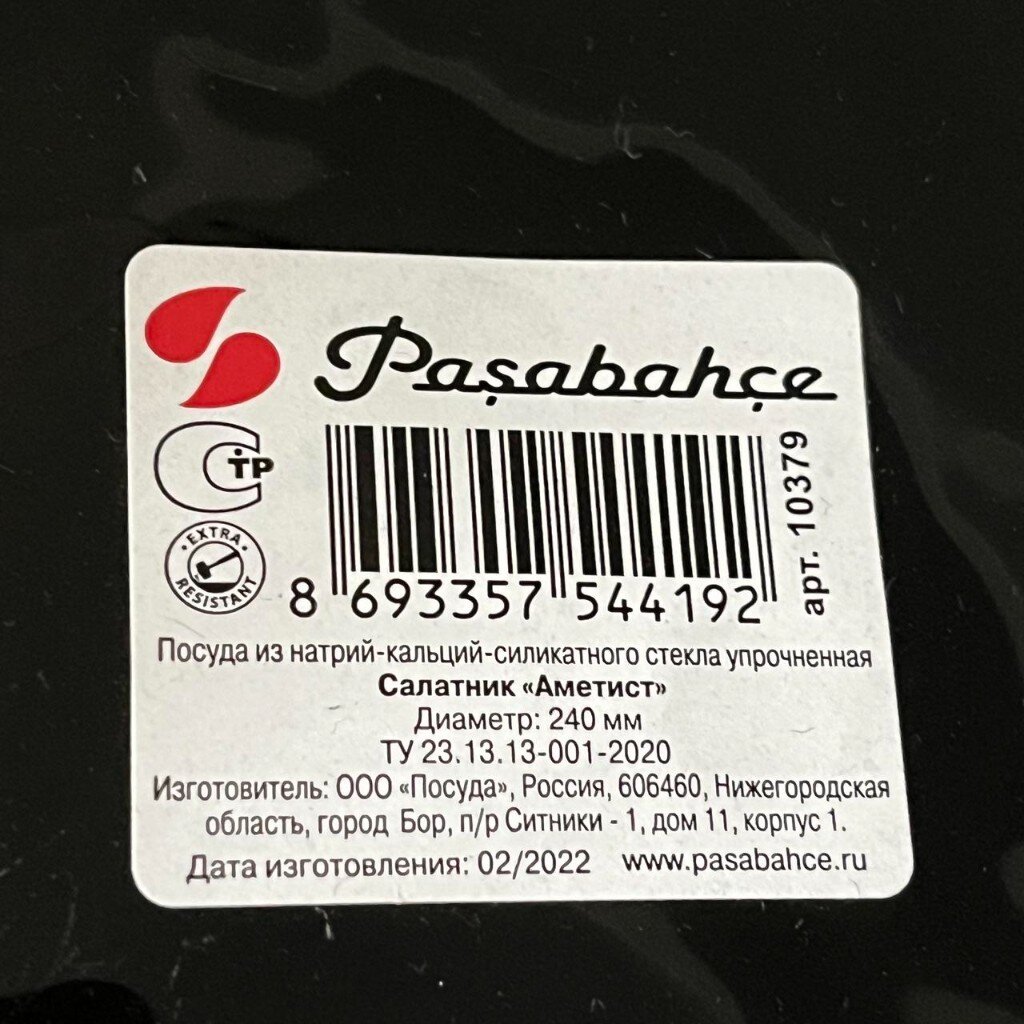 Paşabahçe
СТР
EXTRA
RESISTANT
8 693357 544192
арт. 10379
Посуда из натрий-кальций-силикатного стекла упрочненная
Салатник «Аметист»
Диаметр: 240 мм
ТУ 23.13.13-001-2020
Изготовитель: ООО «Посуда», Россия, 606460, Нижегородская
область, город Бор, п/р Ситники - 1, дом 11, корпус 1.
Дата изготовления: 02/2022 www.pasabahce.ru